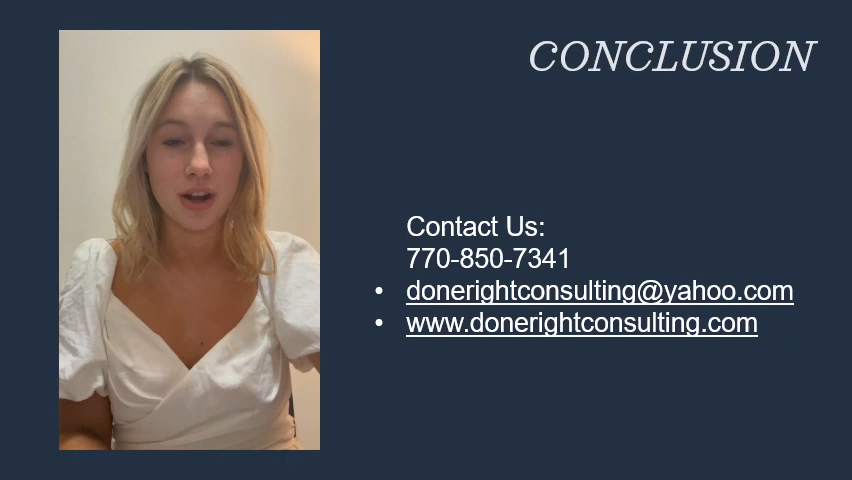 CONCLUSION
Contact Us:
770-850-7341
• donerightconsulting@yahoo.com
• www.donerightconsulting.com